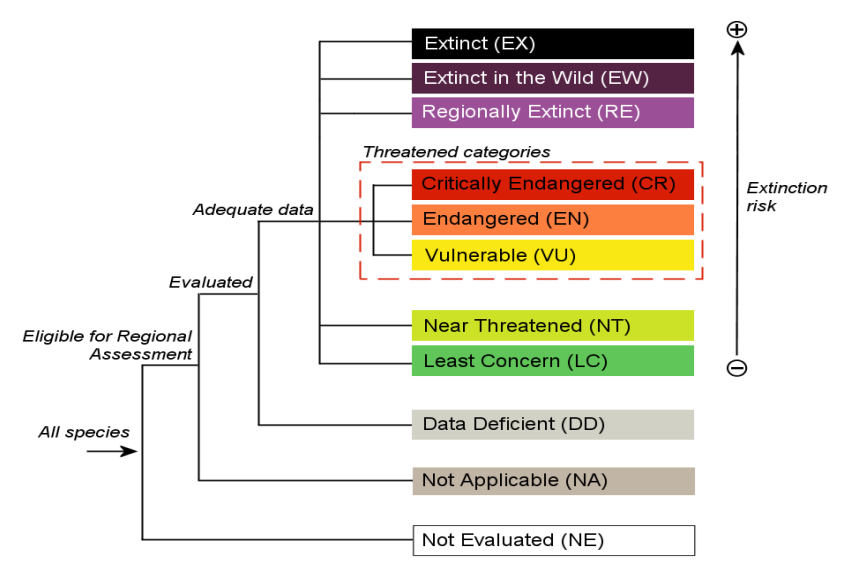 Extinct (EX)
Extinct in the Wild (EW)
Regionally Extinct (RE)
Threatened categories
Critically Endangered (CR)
Extinction
risk
Adequate data
Endangered (EN)
Vulnerable (VU)
Evaluated
Near Threatened (NT)
Eligible for Regional
Assessment
Least Concern (LC)
Data Deficient (DD)
All species
Not Applicable (NA)
Not Evaluated (NE)